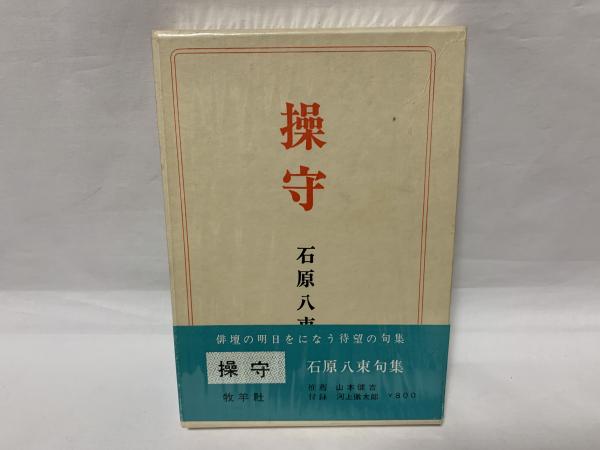 操守
石原八束
俳壇の明日をになう待望の句集
操守
石原八束句集
牧羊社
推薦 山本健吉
付録 河上徹太郎 ¥800